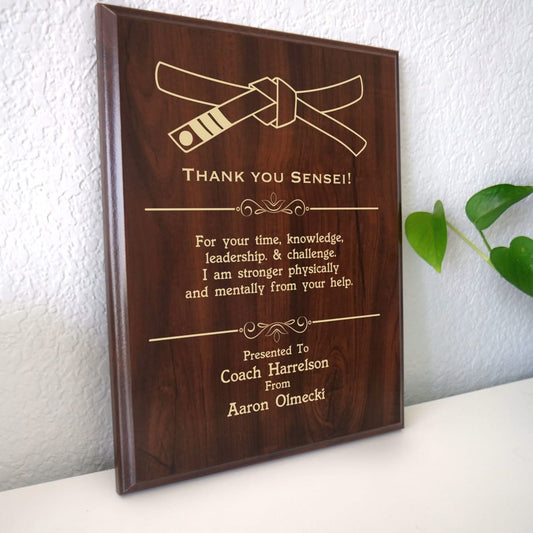 THANK YOU SENSEI!
For your time, knowledge,
leadership. & challenge.
I am stronger physically
and mentally from your help.
Presented To
Coach Harrelson
From
Aaron Olmecki